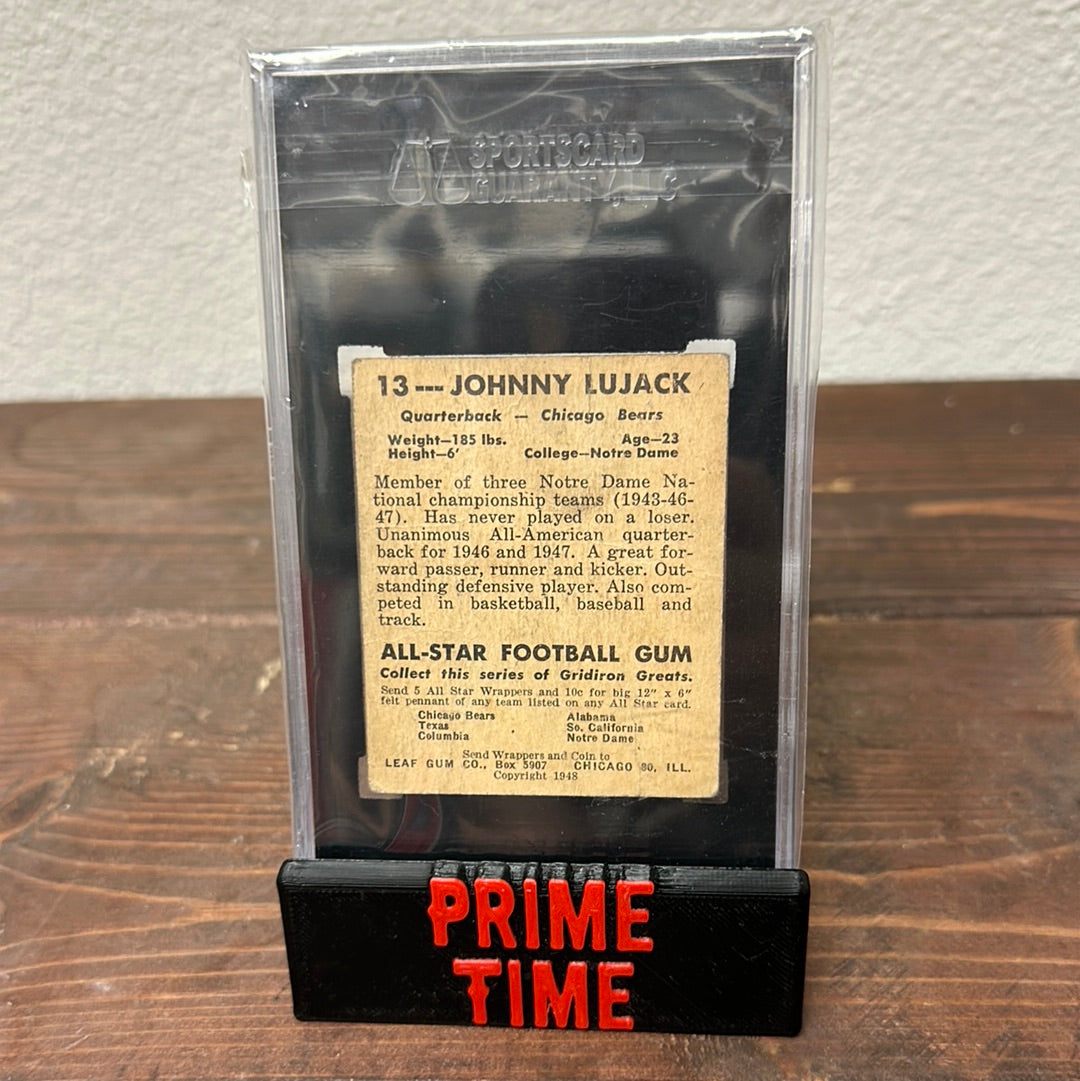 SPORTSCARD
GUARANTY, LLC
13 --- JOHNNY LUJACK
Quarterback — Chicago Bears
Weight—185 lbs. Age—23
Height—6' College—Notre Dame
Member of three Notre Dame Na-
tional championship teams (1943-46-
47). Has never played on a loser.
Unanimous All-American quarter-
back for 1946 and 1947. A great for-
ward passer, runner and kicker. Out-
standing defensive player. Also com-
peted in basketball, baseball and
track.
ALL-STAR FOOTBALL GUM
Collect this series of Gridiron Greats.
Send 5 All Star Wrappers and 10c for big 12" x 6"
felt pennant of any team listed on any All Star card.
Chicago Bears Alabama
Texas So. California
Columbia Notre Dame
Send Wrappers and Coin to
LEAF GUM CO., Box 5907 CHICAGO 80, ILL.
Copyright 1948
PRIME
TIME